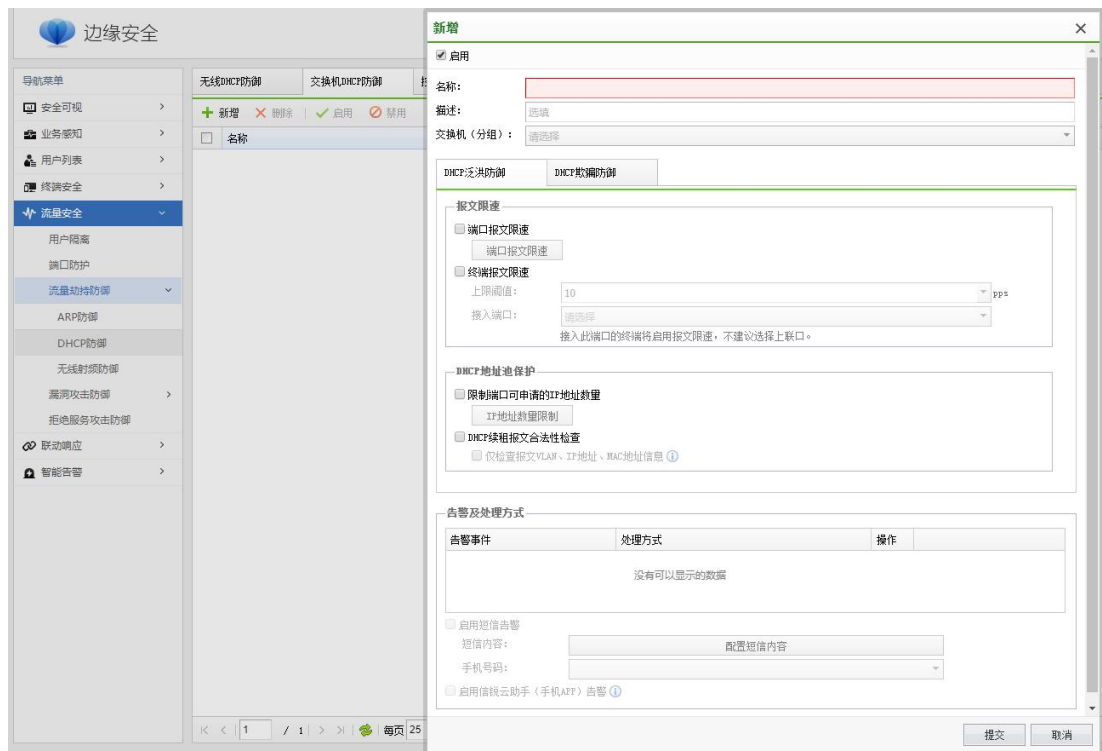 边缘安全
导航菜单
安全可视
业务感知
用户列表
终端安全
流量安全
用户隔离
端口防护
流量劫持防御
ARP防御
DHCP防御
无线射频防御
漏洞攻击防御
拒绝服务攻击防御
联动响应
智能告警
无线DHCP防御 交换机DHCP防御
新增 删除 启用 禁用
名称
1 / 1 每页 25
新增
启用
名称:
描述: 选填
交换机（分组）: 请选择
DHCP泛洪防御 DHCP欺骗防御
报文限速
端口报文限速
端口报文限速
终端报文限速
上限阈值: 10 pps
接入端口: 请选择
接入此端口的终端将启用报文限速，不建议选择上联口。
DHCP地址池保护
限制端口可申请的IP地址数量
IP地址数量限制
DHCP续租报文合法性检查
仅检查报文VLAN、IP地址、MAC地址信息
告警及处理方式
告警事件 处理方式 操作
没有可以显示的数据
启用短信告警
短信内容: 配置短信内容
手机号码:
启用信锐云助手（手机APP）告警
提交 取消